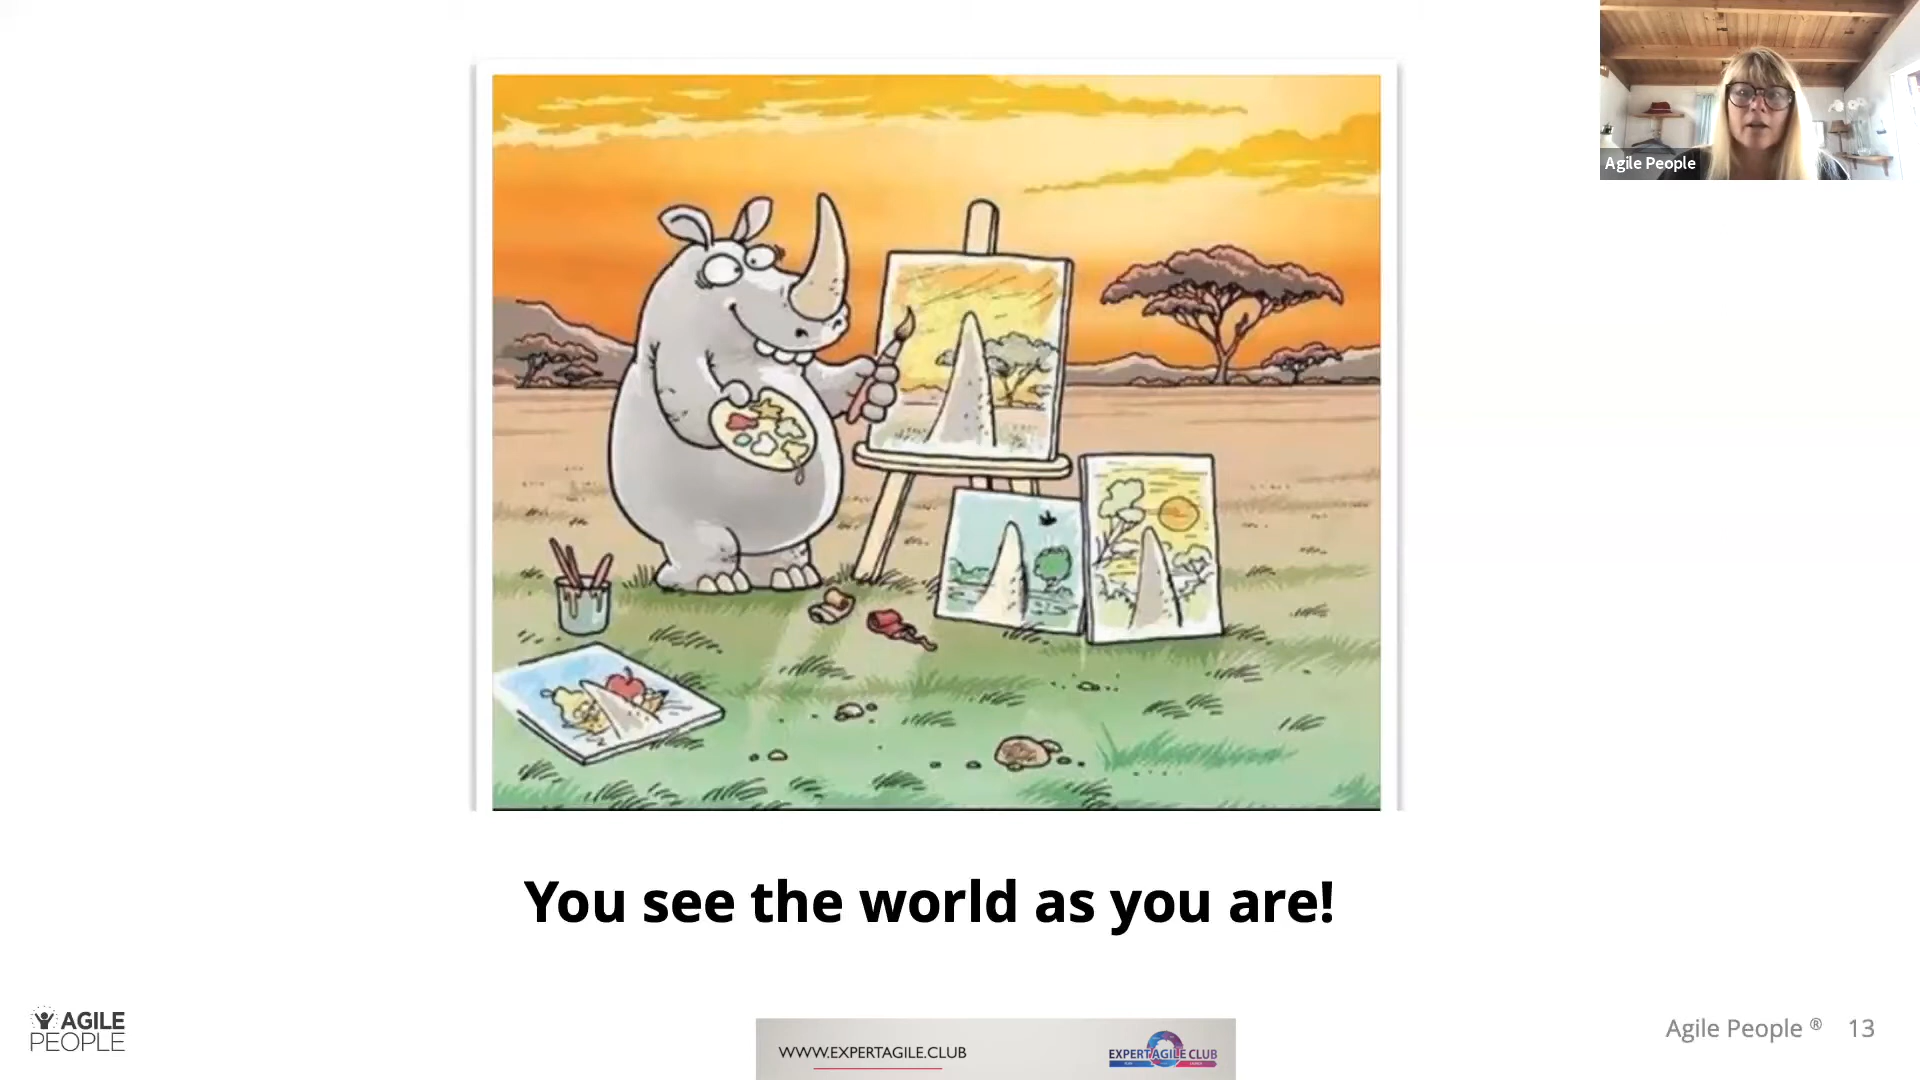 Agile People
You see the world as you are!
AGILE
PEOPLE
WWW.EXPERTAGILE.CLUB
EXPERT AGILE CLUB
Agile People ® 13